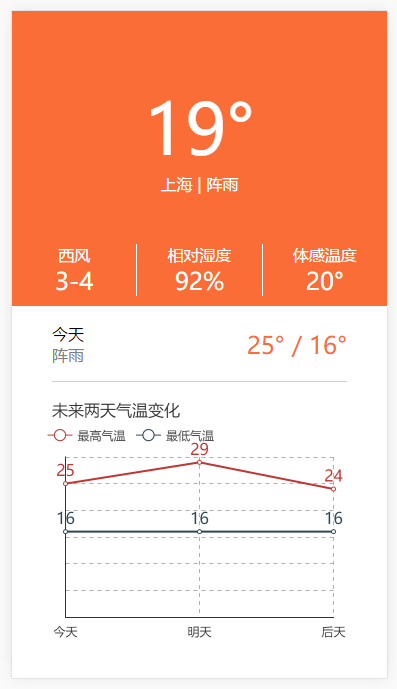 19°
上海 | 阵雨
西风 相对湿度 体感温度
3-4 92% 20°
今天
阵雨
25° / 16°
未来两天气温变化
最高气温 最低气温
25 29 24
16 16 16
今天 明天 后天